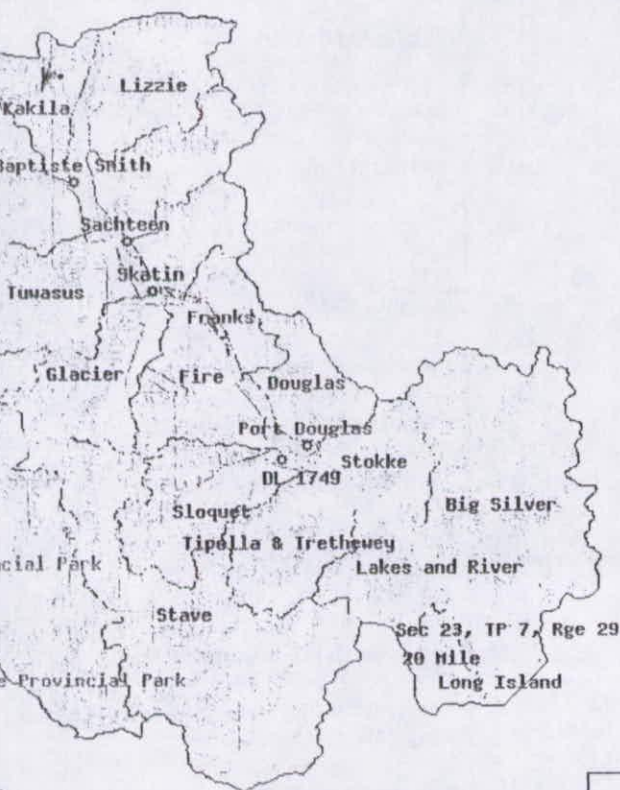 Lizzie
Kakila
Baptiste Smith
Sachteen
Skatin
Tuwasus
Franks
Glacier
Fire
Douglas
Port Douglas
Stokke
DL 1749
Big Silver
Sloquet
Tipella & Trethewey
cial Park
Lakes and River
Stave
Sec 23, TP 7, Rge 29
20 Mile
e Provincial Park
Long Island